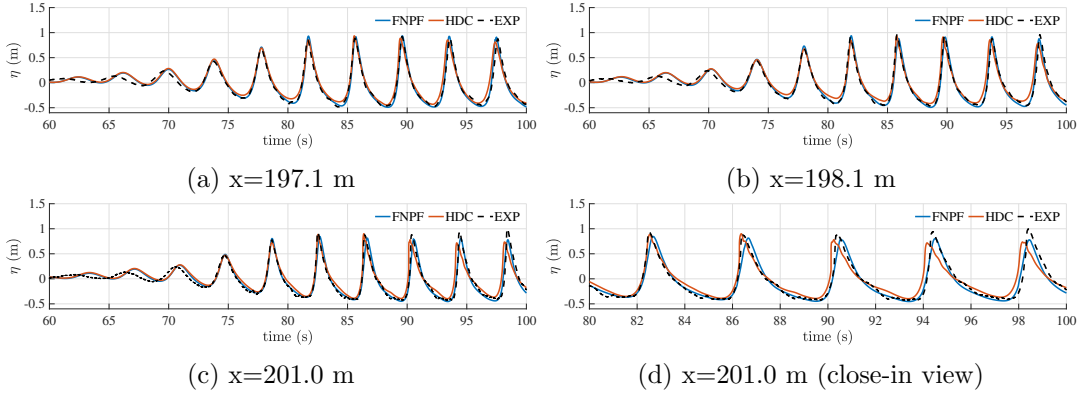 FNPF HDC EXP
η (m)
1.5
1
0.5
0
-0.5
60 65 70 75 80 85 90 95 100
time (s)
(a) x=197.1 m
FNPF HDC EXP
η (m)
1.5
1
0.5
0
-0.5
60 65 70 75 80 85 90 95 100
time (s)
(b) x=198.1 m
FNPF HDC EXP
η (m)
1.5
1
0.5
0
-0.5
60 65 70 75 80 85 90 95 100
time (s)
(c) x=201.0 m
FNPF HDC EXP
η (m)
1.5
1
0.5
0
-0.5
80 82 84 86 88 90 92 94 96 98 100
time (s)
(d) x=201.0 m (close-in view)